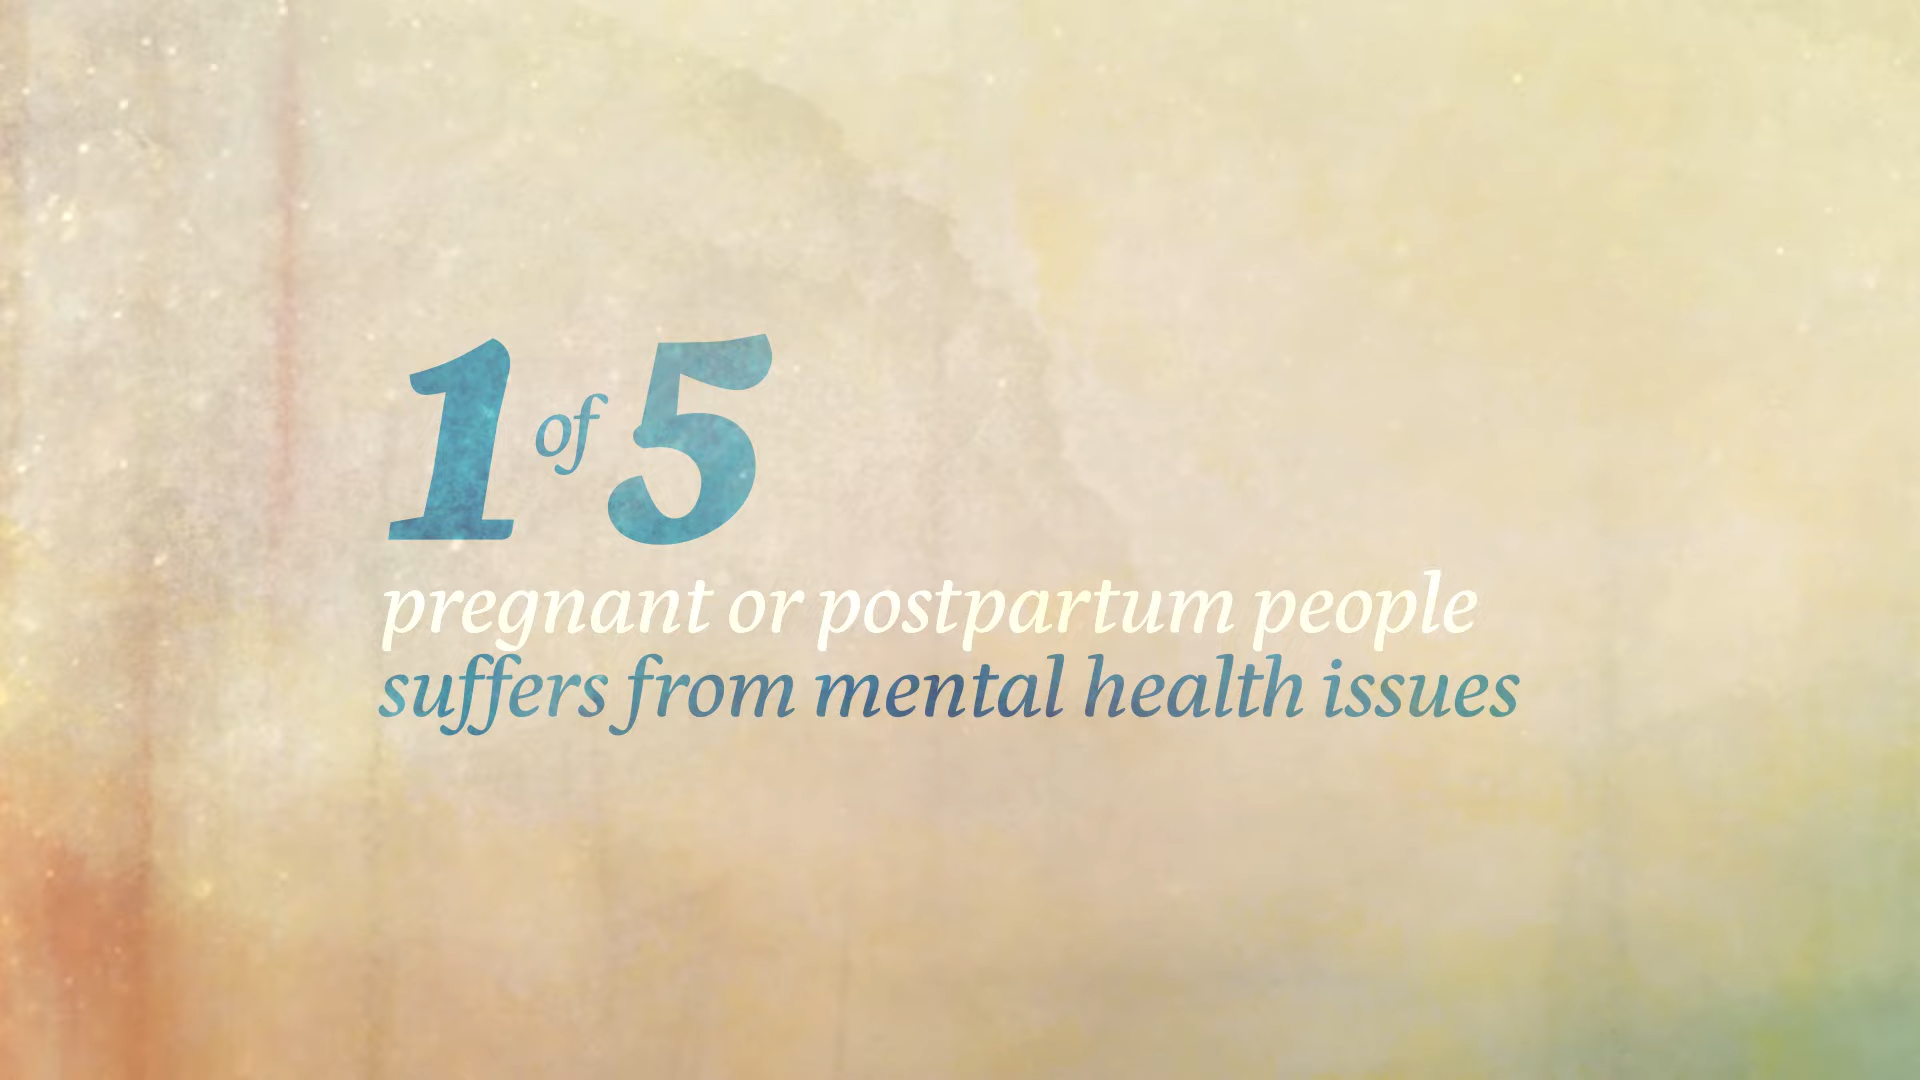 1 of 5
pregnant or postpartum people
suffers from mental health issues